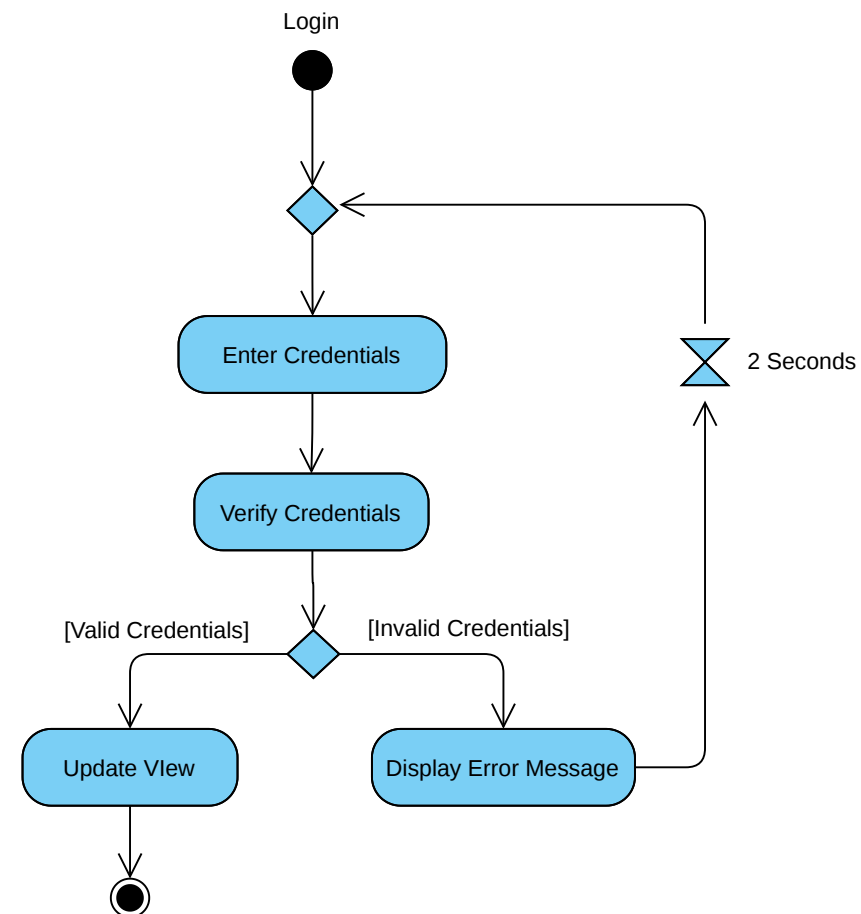 Login
Enter Credentials
2 Seconds
Verify Credentials
[Valid Credentials]
[Invalid Credentials]
Update VIew
Display Error Message